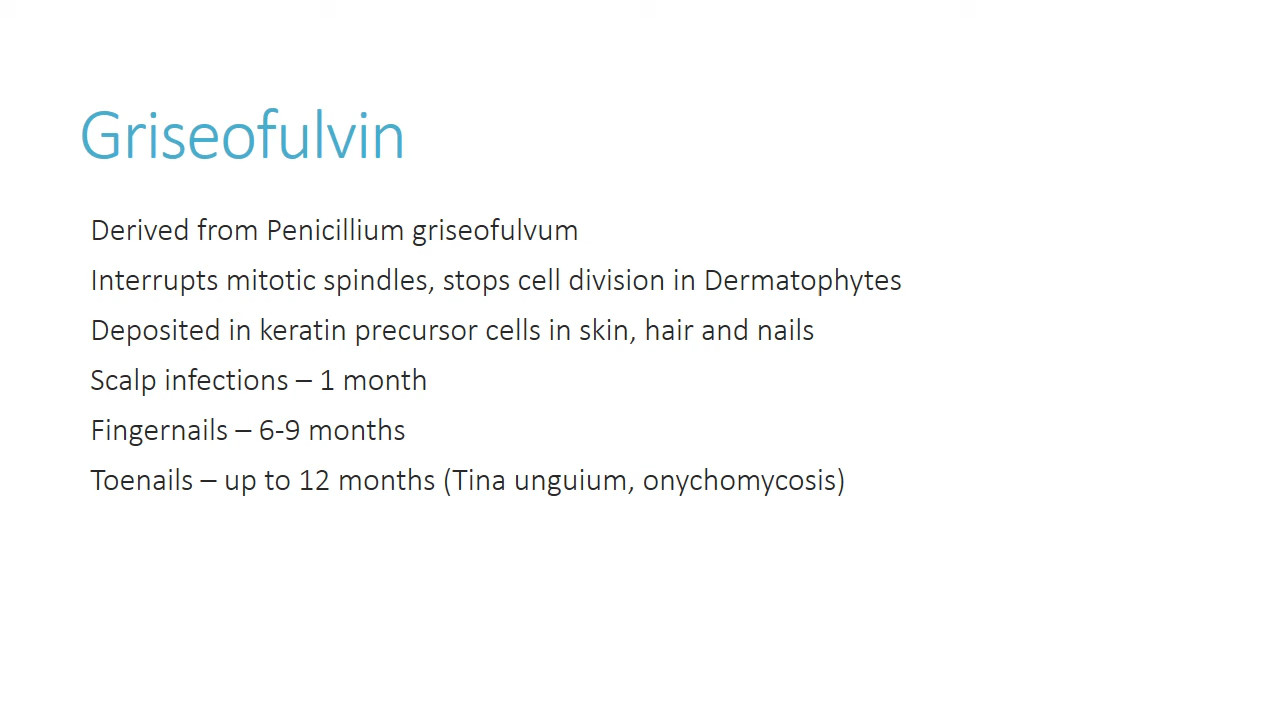 Griseofulvin
Derived from Penicillium griseofulvum
Interrupts mitotic spindles, stops cell division in Dermatophytes
Deposited in keratin precursor cells in skin, hair and nails
Scalp infections – 1 month
Fingernails – 6-9 months
Toenails – up to 12 months (Tina unguium, onychomycosis)